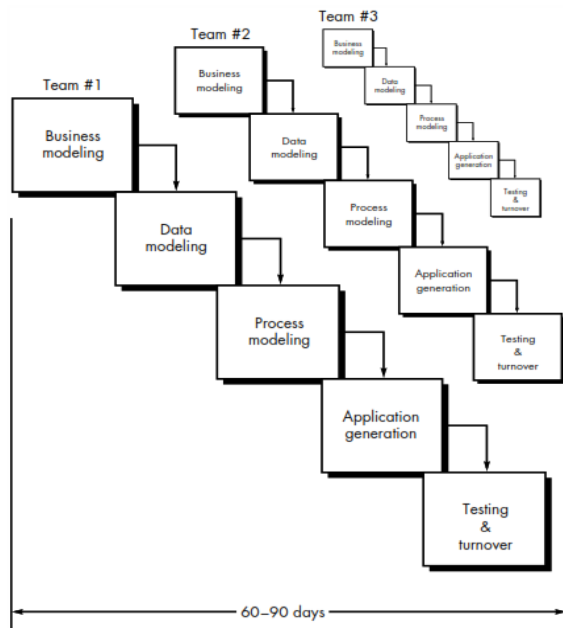 Team #1
Business
modeling
Data
modeling
Process
modeling
Application
generation
Testing
&
turnover
Team #2
Business
modeling
Data
modeling
Process
modeling
Application
generation
Testing
&
turnover
Team #3
Business
modeling
Data
modeling
Process
modeling
Application
generation
Testing
&
turnover
60–90 days